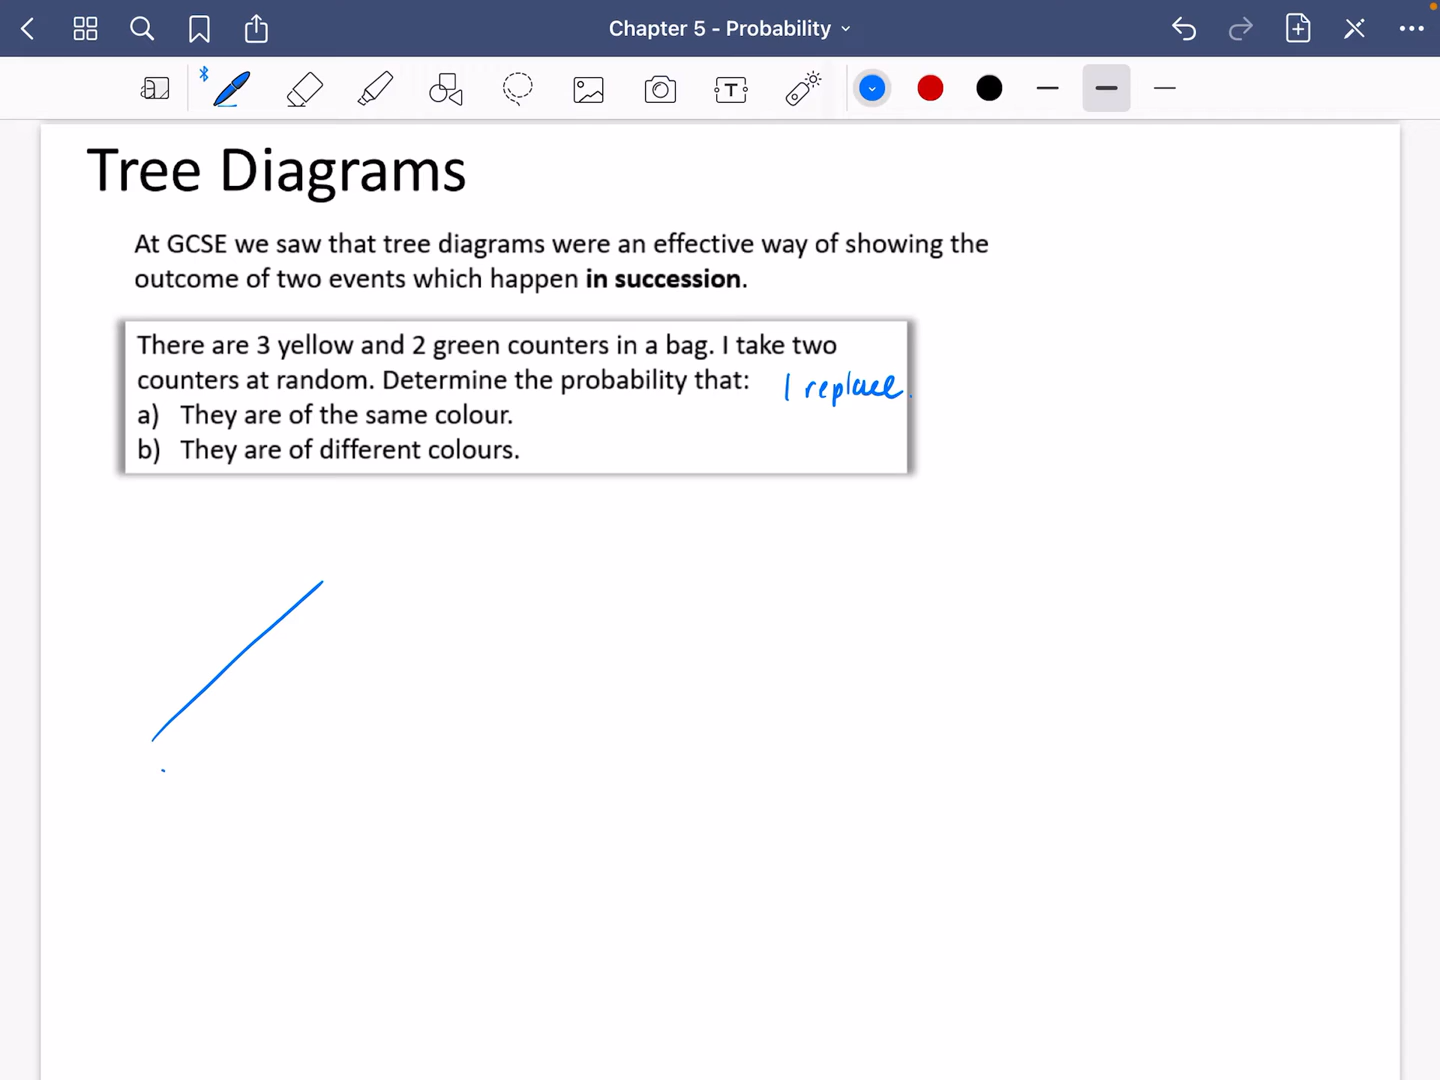 Chapter 5 - Probability
T
Tree Diagrams
At GCSE we saw that tree diagrams were an effective way of showing the
outcome of two events which happen in succession.
There are 3 yellow and 2 green counters in a bag. I take two
counters at random. Determine the probability that:
I replace.
a) They are of the same colour.
b) They are of different colours.